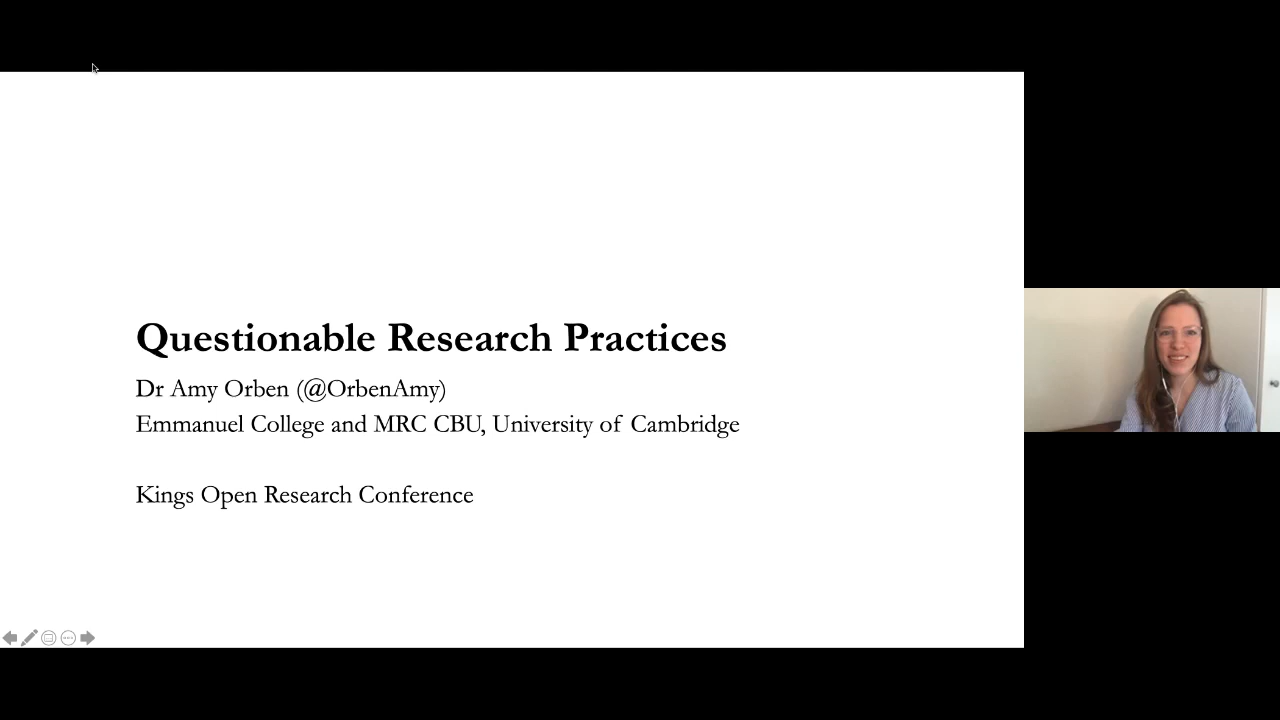 Questionable Research Practices
Dr Amy Orben (@OrbenAmy)
Emmanuel College and MRC CBU, University of Cambridge
Kings Open Research Conference